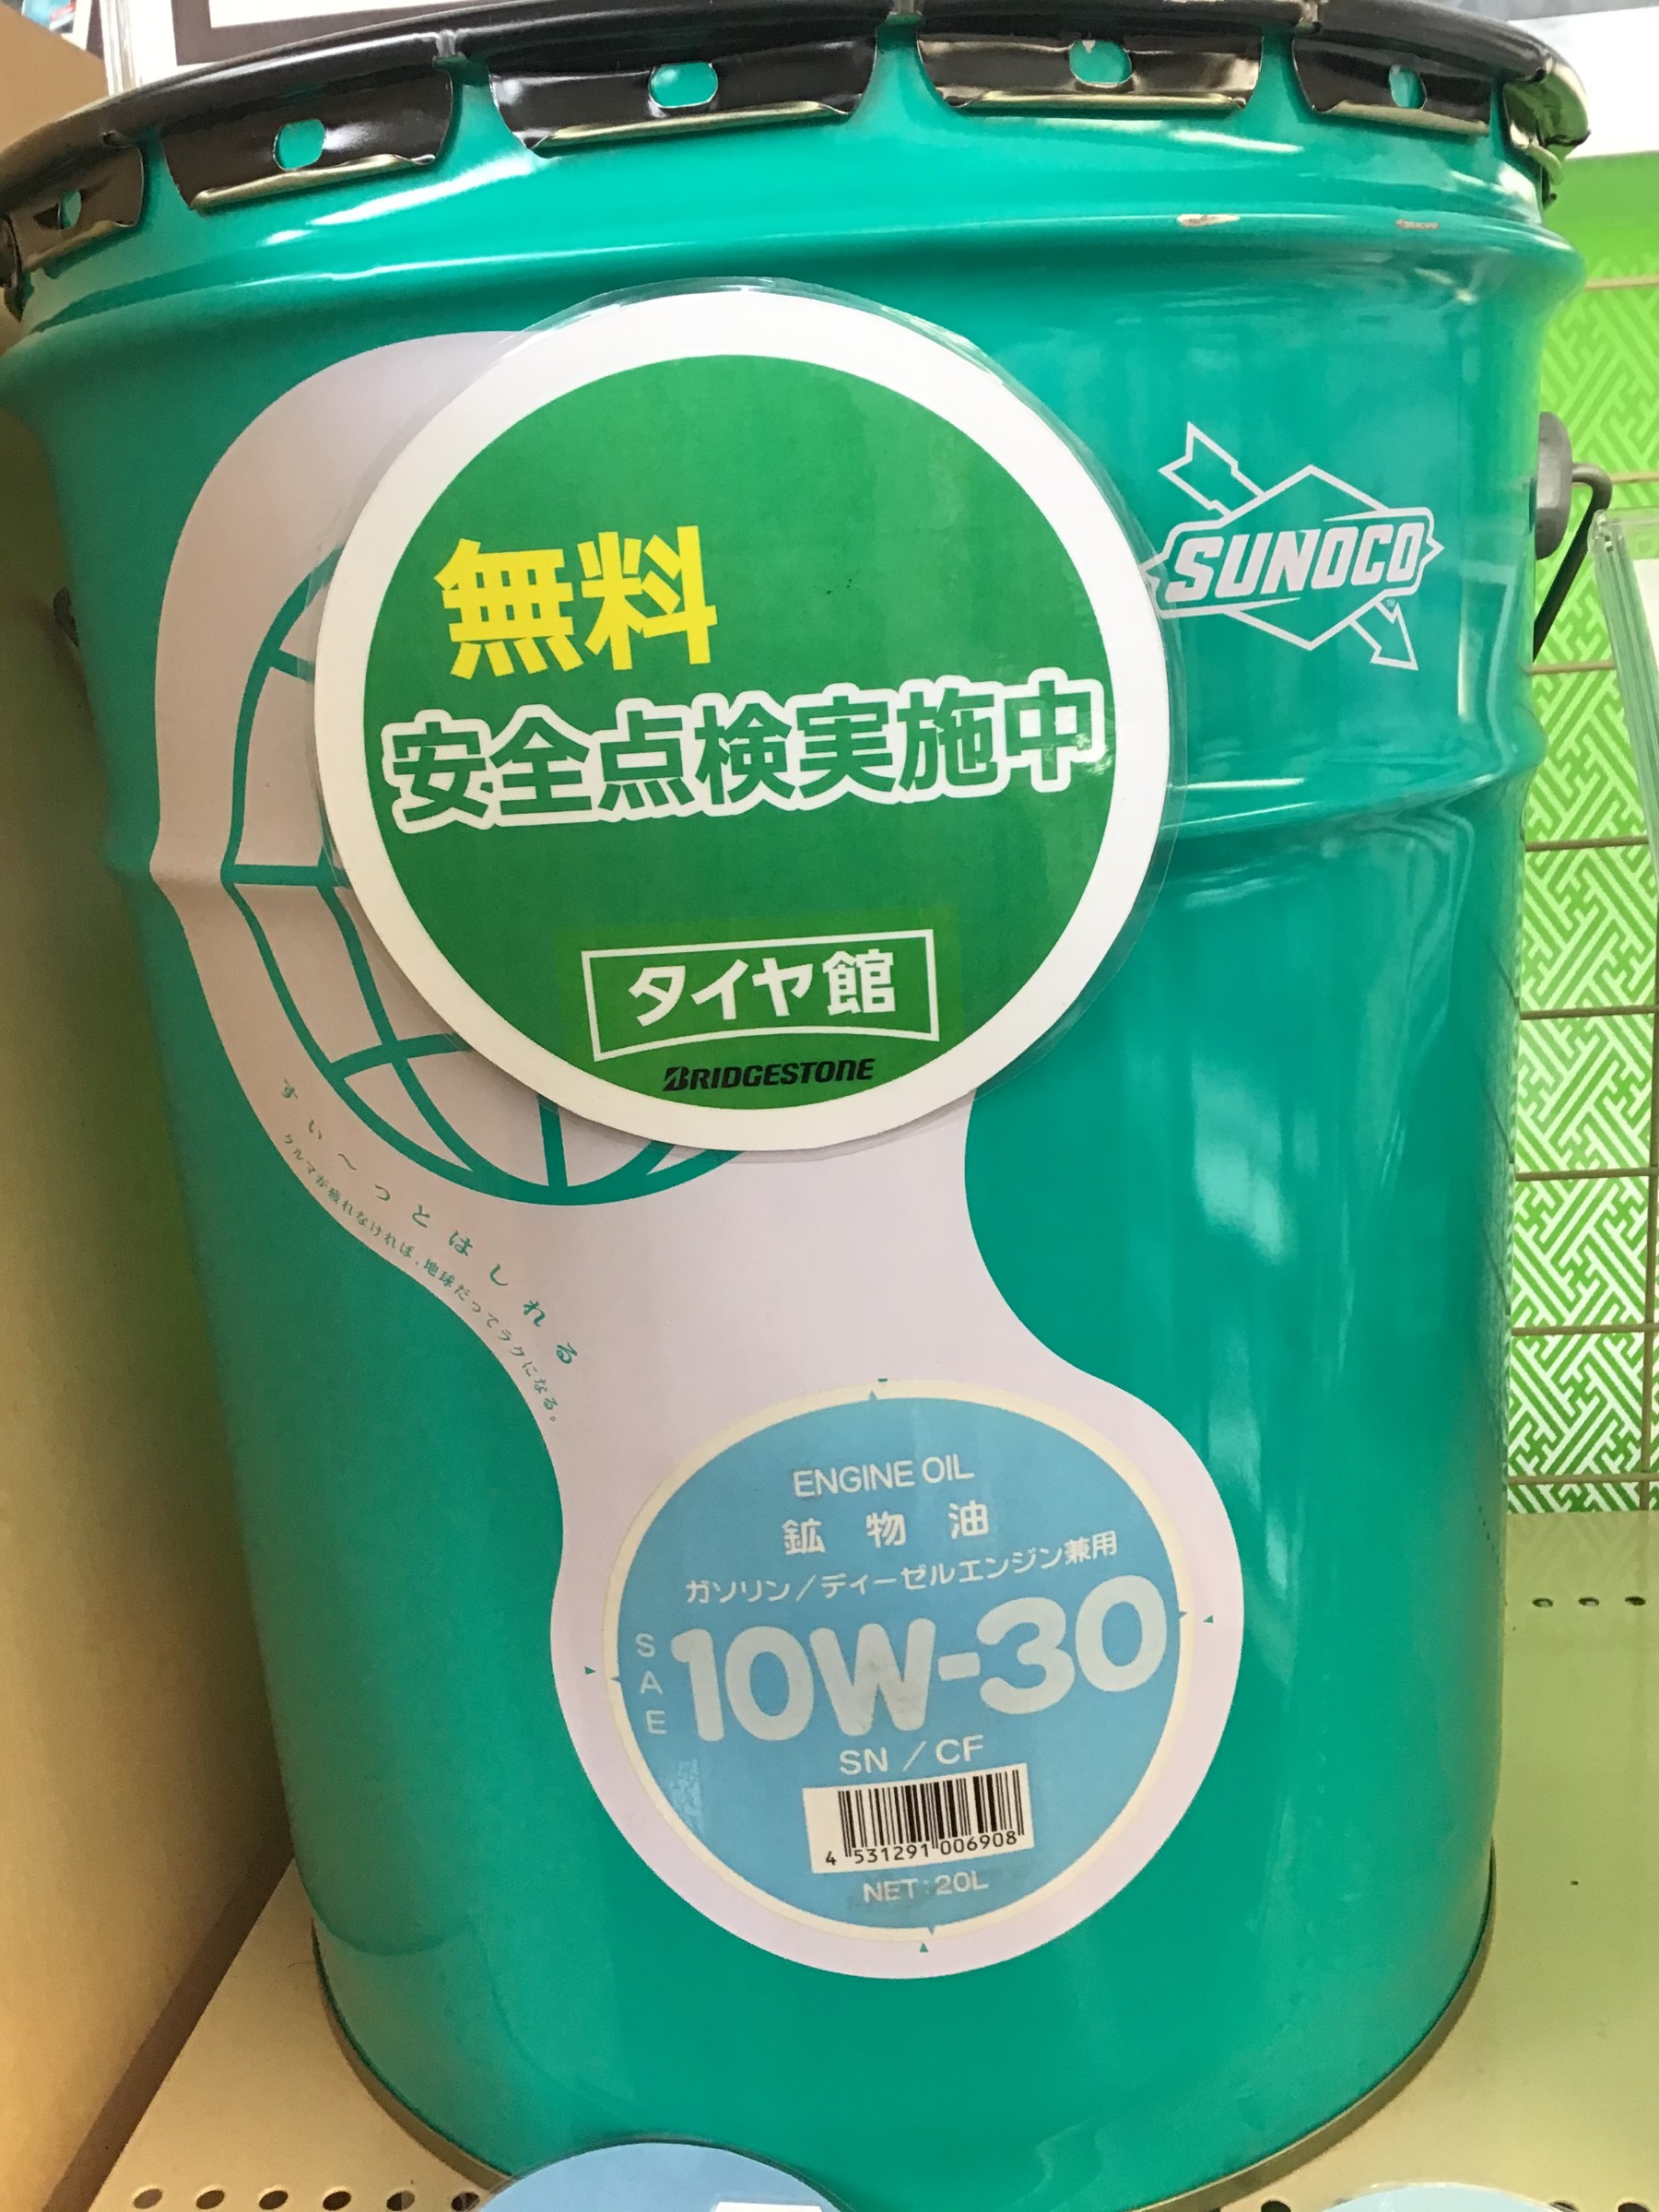 SUNOCO
無料
安全点検実施中
タイヤ館
BRIDGESTONE
すい〜っとはしれる
クルマが疲れなければ、地球だってラクになる。
ENGINE OIL
鉱物油
ガソリン/ディーゼルエンジン兼用
SAE 10W-30
SN/CF
4 531291 006908
NET:20L